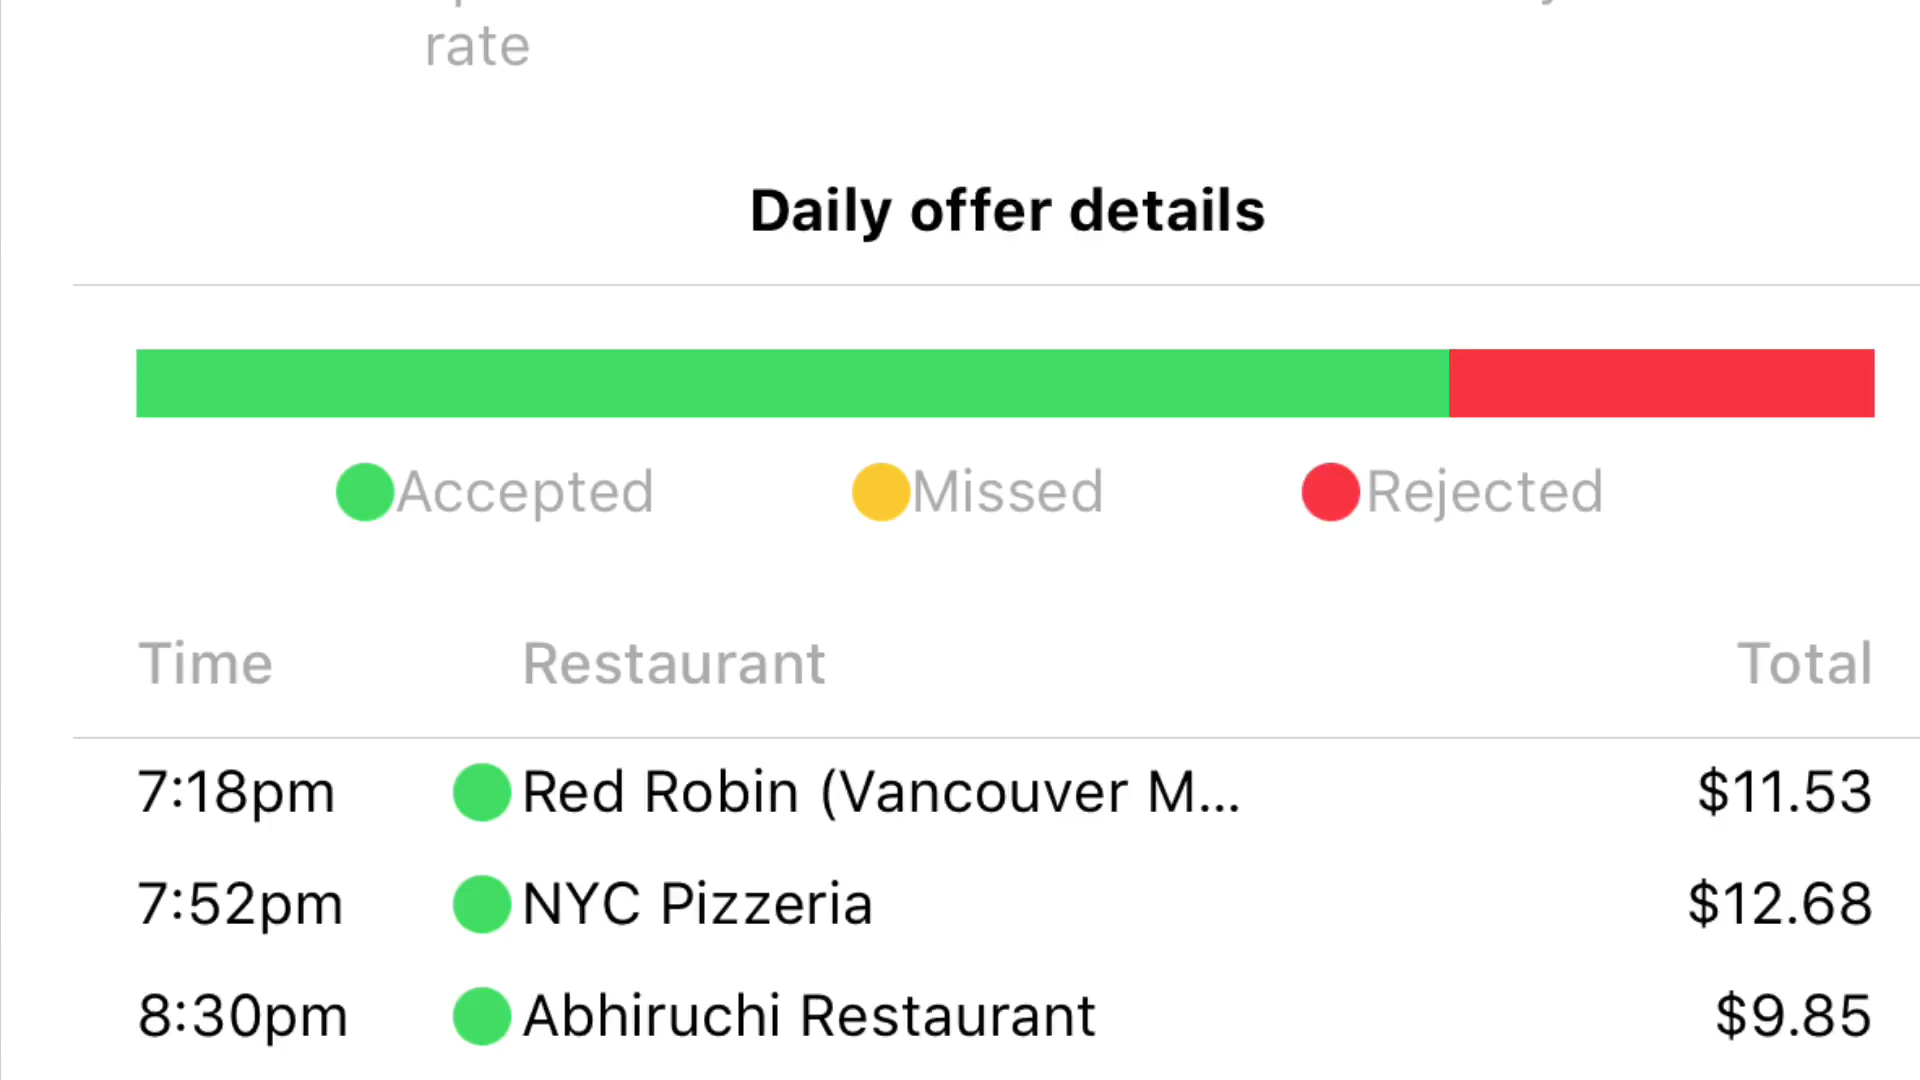 rate
Daily offer details
Accepted Missed Rejected
Time Restaurant Total
7:18pm Red Robin (Vancouver M... $11.53
7:52pm NYC Pizzeria $12.68
8:30pm Abhiruchi Restaurant $9.85